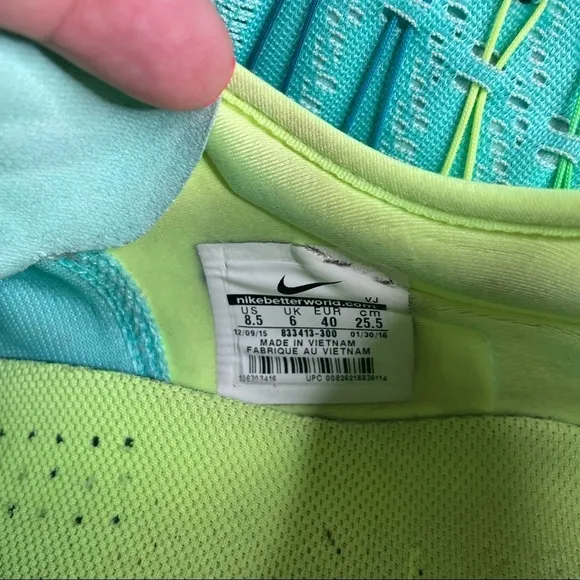 nikebetterworld.com VJ
US UK EUR cm
8.5 6 40 25.5
12/09/15 833413-300 01/30/16
MADE IN VIETNAM
FABRIQUE AU VIETNAM
UPC